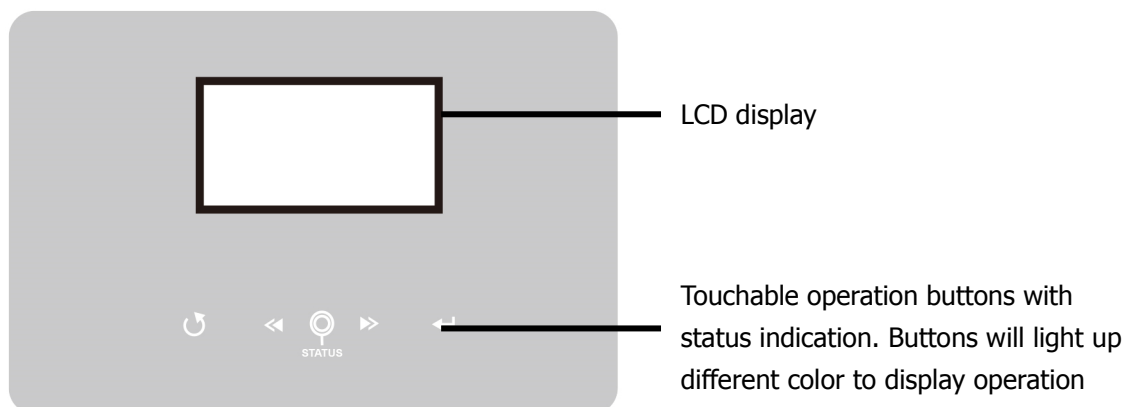 LCD display
Touchable operation buttons with
status indication. Buttons will light up
different color to display operation
STATUS